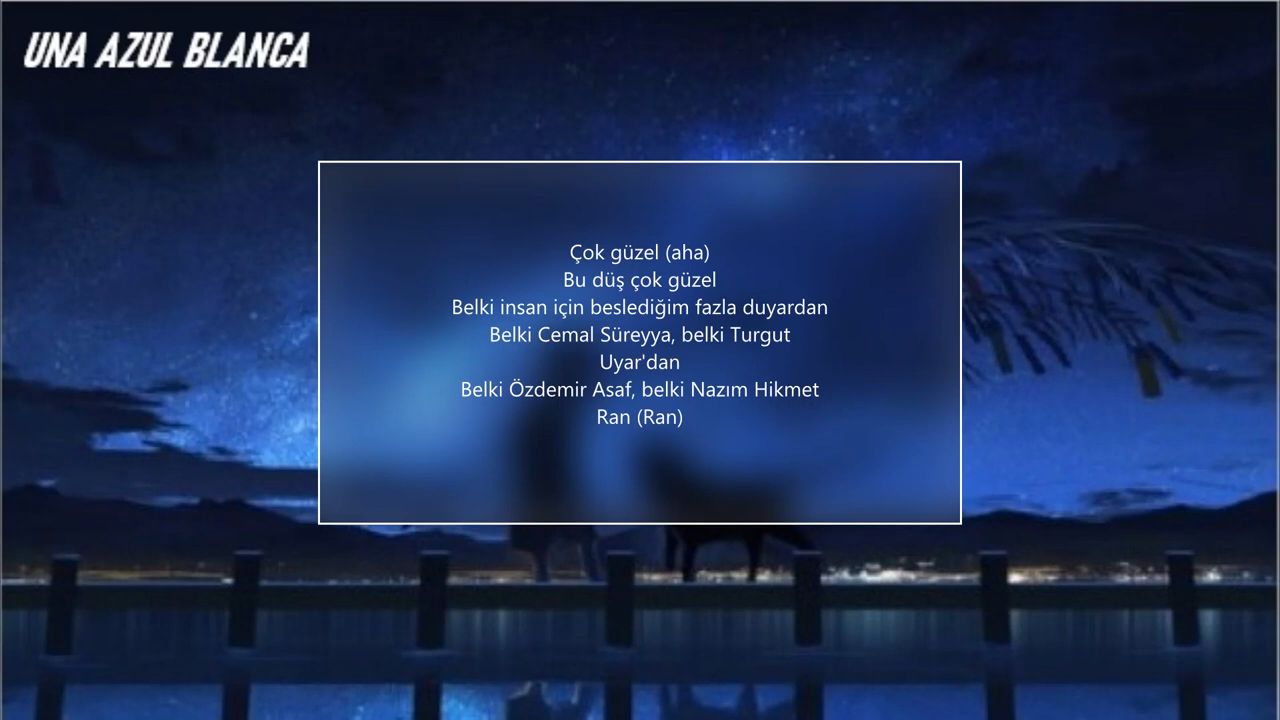 UNA AZUL BLANCA
Çok güzel (aha)
Bu düş çok güzel
Belki insan için beslediğim fazla duyardan
Belki Cemal Süreyya, belki Turgut
Uyar'dan
Belki Özdemir Asaf, belki Nazım Hikmet
Ran (Ran)